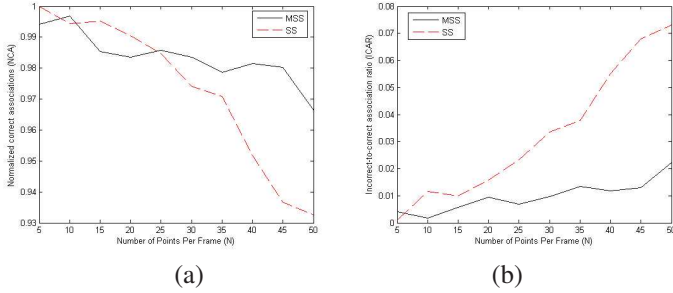 1
0.99
0.98
0.97
0.96
0.95
0.94
0.93
5 10 15 20 25 30 35 40 45 50
Normalized correct associations (NCA)
Number of Points Per Frame (N)
MSS
SS
(a)
0.08
0.07
0.06
0.05
0.04
0.03
0.02
0.01
0
5 10 15 20 25 30 35 40 45 50
Incorrect-to-correct association ratio (ICAR)
Number of Points Per Frame (N)
MSS
SS
(b)